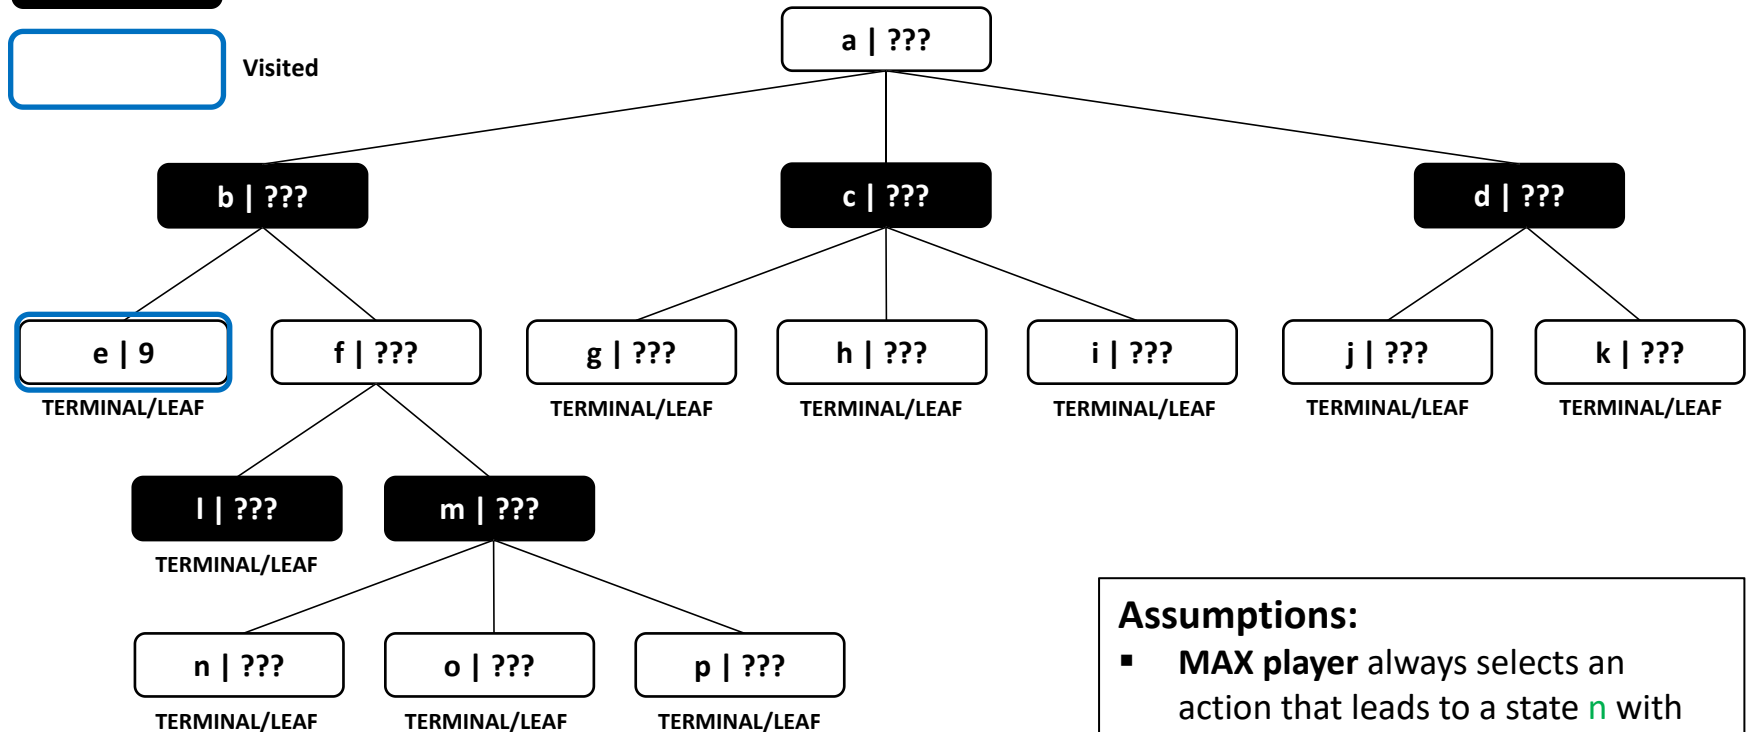 Visited
a | ???
b | ???
c | ???
d | ???
e | 9
f | ???
g | ???
h | ???
i | ???
j | ???
k | ???
TERMINAL/LEAF
TERMINAL/LEAF
TERMINAL/LEAF
TERMINAL/LEAF
TERMINAL/LEAF
TERMINAL/LEAF
l | ???
m | ???
TERMINAL/LEAF
n | ???
o | ???
p | ???
TERMINAL/LEAF
TERMINAL/LEAF
TERMINAL/LEAF
Assumptions:
▪ MAX player always selects an
action that leads to a state n with